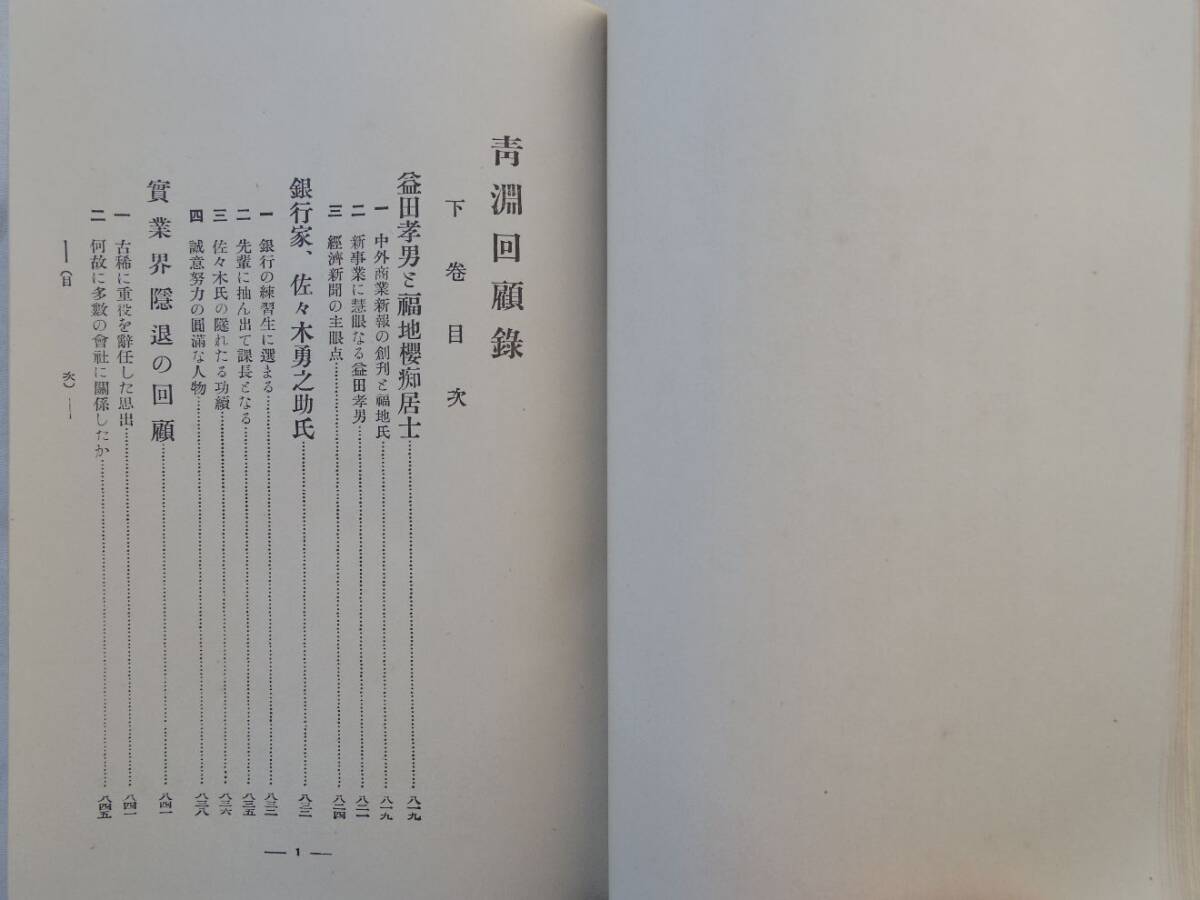 靑淵回顧錄
下卷目次
益田孝男と福地櫻痴居士……八一九
一 中外商業新報の創刊と福地氏……八一九
二 新事業に慧眼なる益田孝男……八二一
三 經濟新聞の主眼点……八二四
銀行家、佐々木勇之助氏……八三二
一 銀行の練習生に選まる……八三二
二 先輩に抽ん出て課長となる……八三五
三 佐々木氏の隱れたる功績……八三六
四 誠意努力の圓滿な人物……八三八
實業界隱退の回顧……八四一
一 古稀に重役を辭任した思出……八四一
二 何故に多數の會社に關係したか……八四五
——(目次)——
— 1 —